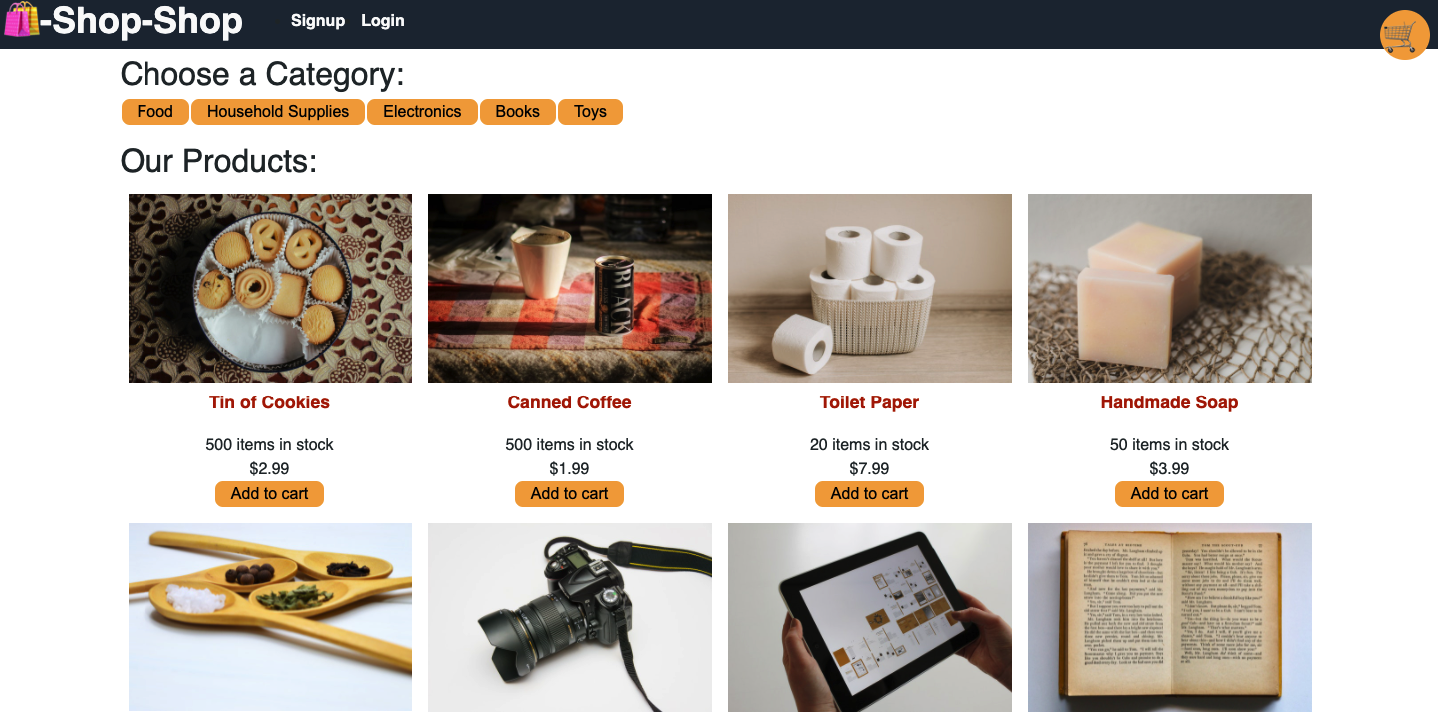 -Shop-Shop
Signup Login
Choose a Category:
Food Household Supplies Electronics Books Toys
Our Products:
BLACK
Tin of Cookies Canned Coffee Toilet Paper Handmade Soap
500 items in stock 500 items in stock 20 items in stock 50 items in stock
$2.99 $1.99 $7.99 $3.99
Add to cart Add to cart Add to cart Add to cart